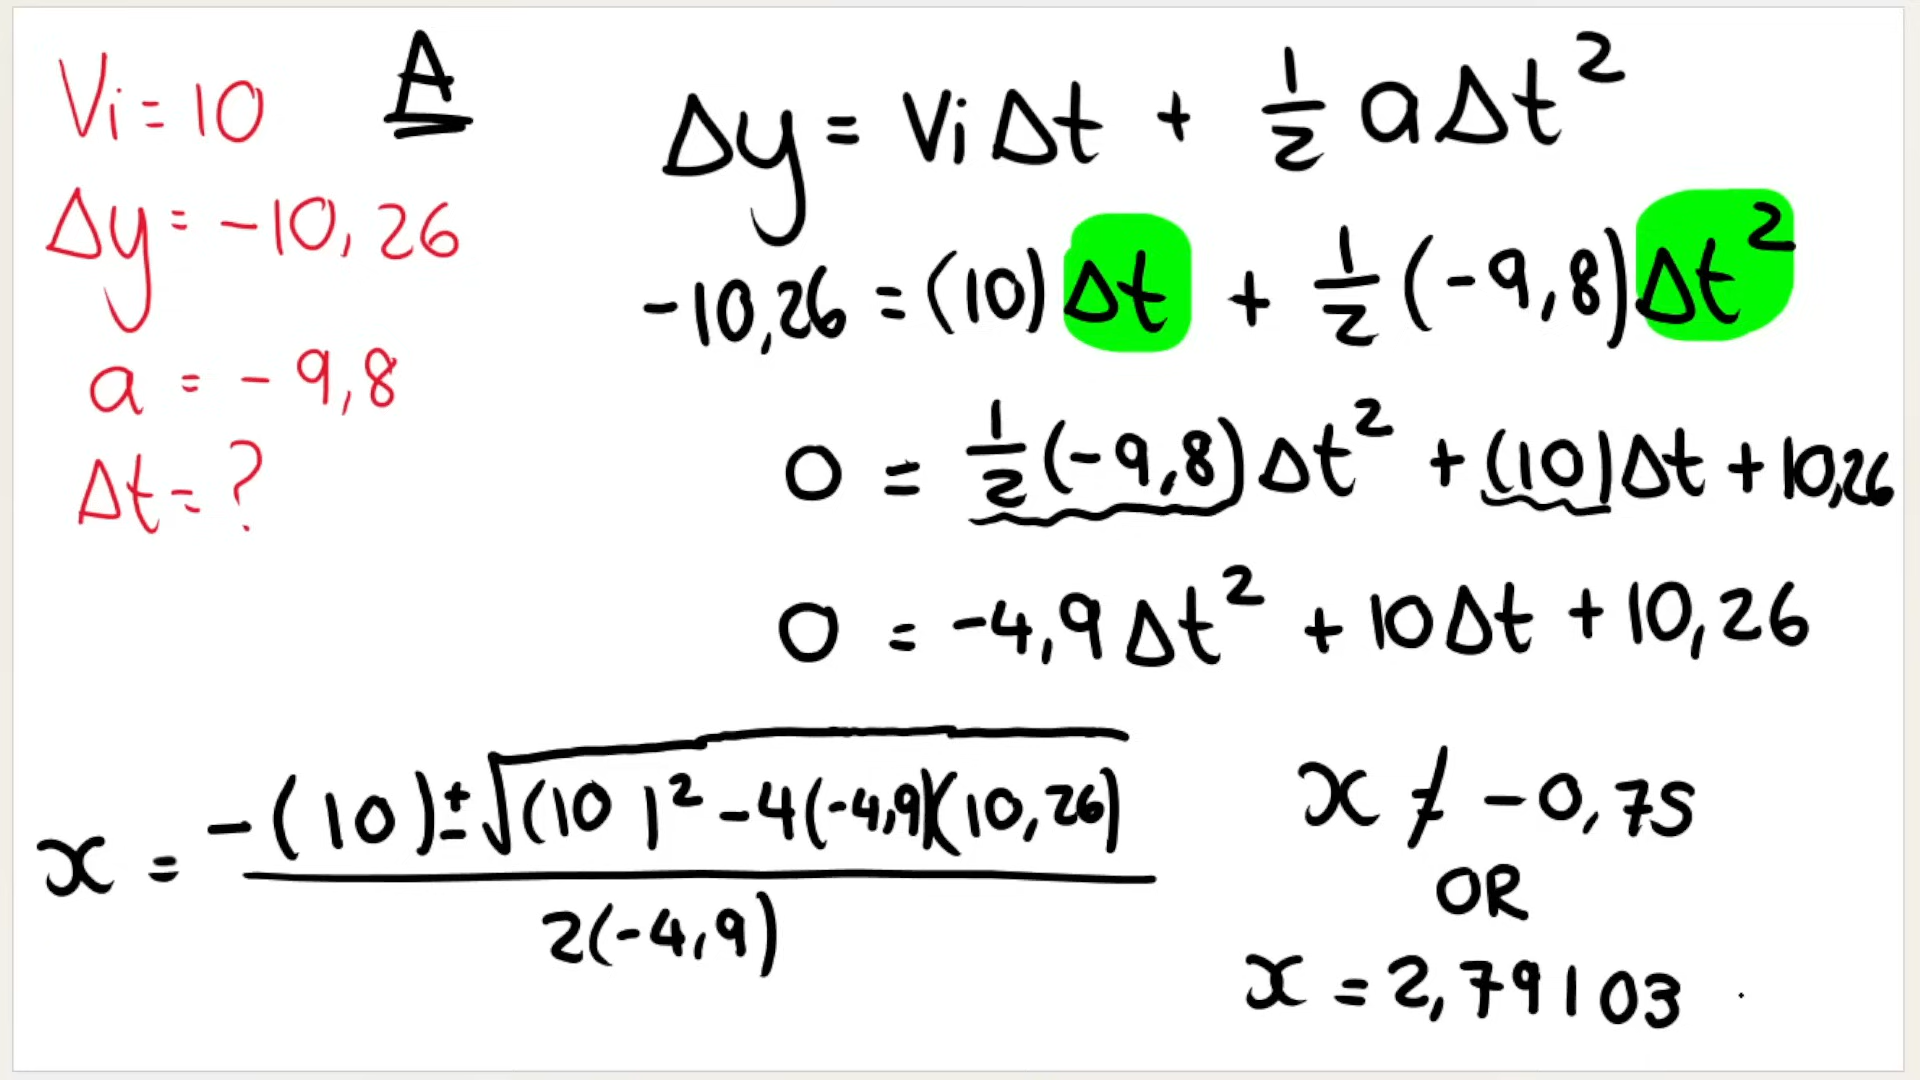 Vi = 10
A
Δy = -10,26
a = -9,8
Δt = ?
Δy = Vi Δt + 1/2 a Δt²
-10,26 = (10) Δt + 1/2 (-9,8) Δt²
0 = 1/2 (-9,8) Δt² + (10) Δt + 10,26
0 = -4,9 Δt² + 10 Δt + 10,26
x = (-(10) ± √((10)² - 4(-4,9)(10,26))) / 2(-4,9)
x ≠ -0,75
OR
x = 2,79103